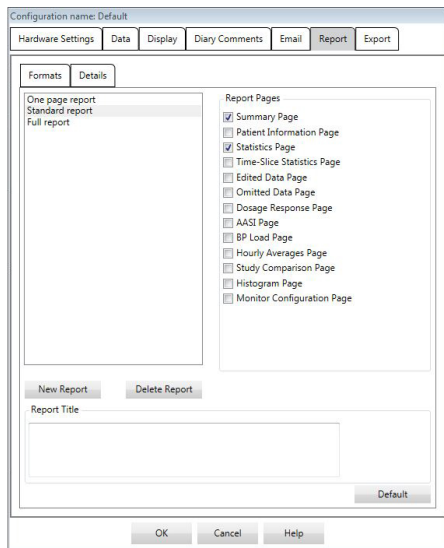 Configuration name: Default
Hardware Settings Data Display Diary Comments Email Report Export
Formats Details
One page report
Standard report
Full report
Report Pages
Summary Page
Patient Information Page
Statistics Page
Time-Slice Statistics Page
Edited Data Page
Omitted Data Page
Dosage Response Page
AASI Page
BP Load Page
Hourly Averages Page
Study Comparison Page
Histogram Page
Monitor Configuration Page
New Report Delete Report
Report Title
Default
OK Cancel Help